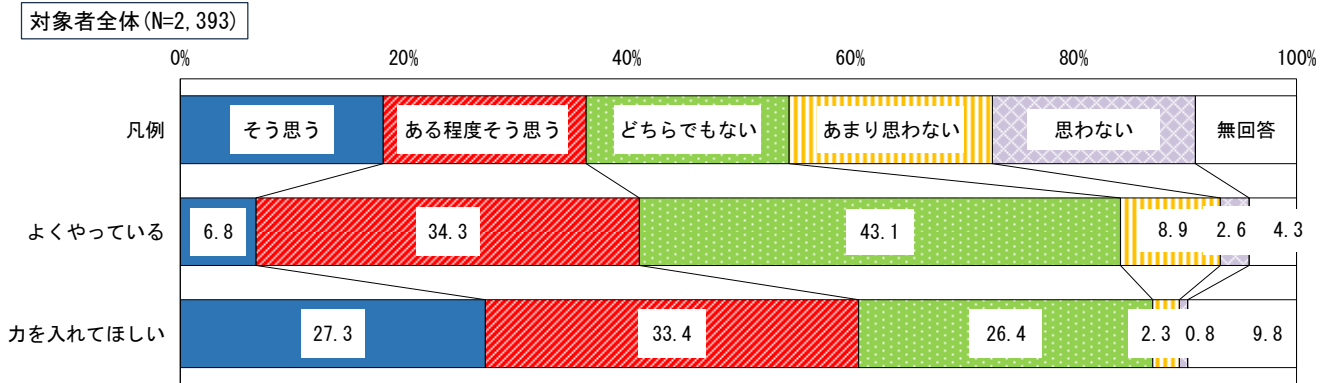 対象者全体(N=2,393)
0% 20% 40% 60% 80% 100%
凡例 そう思う ある程度そう思う どちらでもない あまり思わない 思わない 無回答
よくやっている 6.8 34.3 43.1 8.9 2.6 4.3
力を入れてほしい 27.3 33.4 26.4 2.3 0.8 9.8